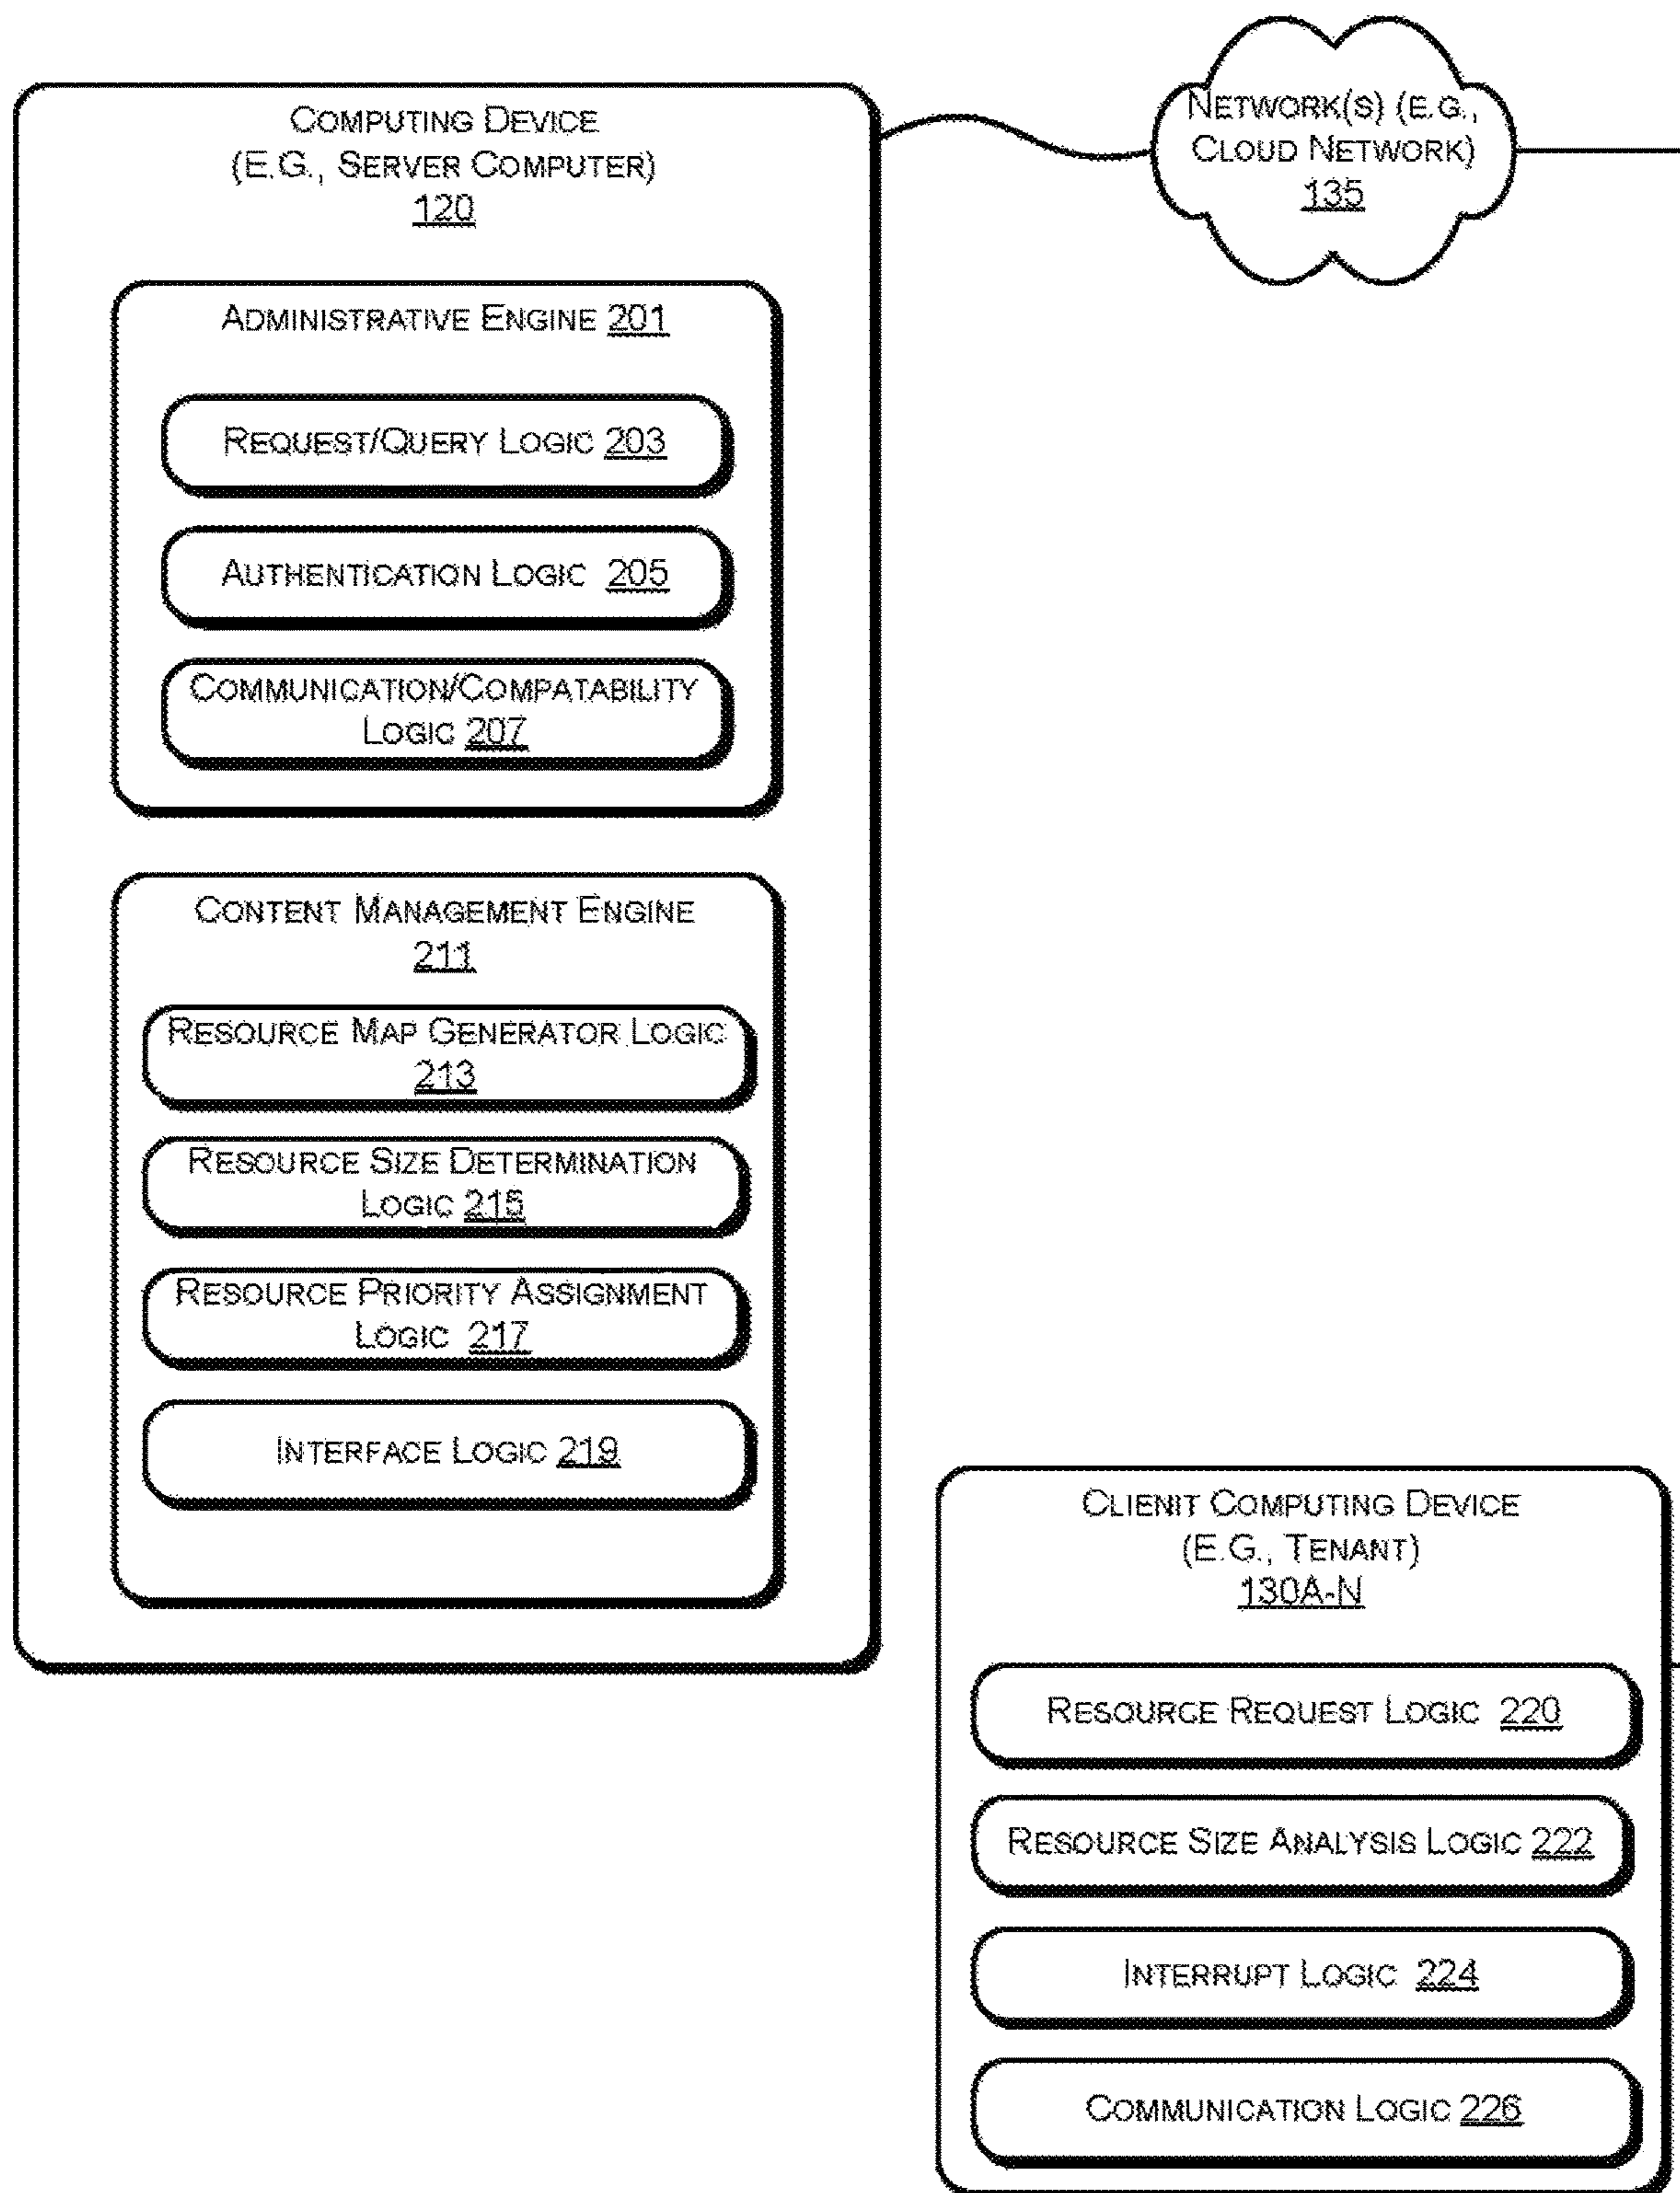 COMPUTING DEVICE
(E.G., SERVER COMPUTER)
120
NETWORK(S) (E.G.,
CLOUD NETWORK)
135
ADMINISTRATIVE ENGINE 201
REQUEST/QUERY LOGIC 203
AUTHENTICATION LOGIC 205
COMMUNICATION/COMPATABILITY
LOGIC 207
CONTENT MANAGEMENT ENGINE
211
RESOURCE MAP GENERATOR LOGIC
213
RESOURCE SIZE DETERMINATION
LOGIC 215
RESOURCE PRIORITY ASSIGNMENT
LOGIC 217
INTERFACE LOGIC 219
CLIENT COMPUTING DEVICE
(E.G., TENANT)
130A-N
RESOURCE REQUEST LOGIC 220
RESOURCE SIZE ANALYSIS LOGIC 222
INTERRUPT LOGIC 224
COMMUNICATION LOGIC 226